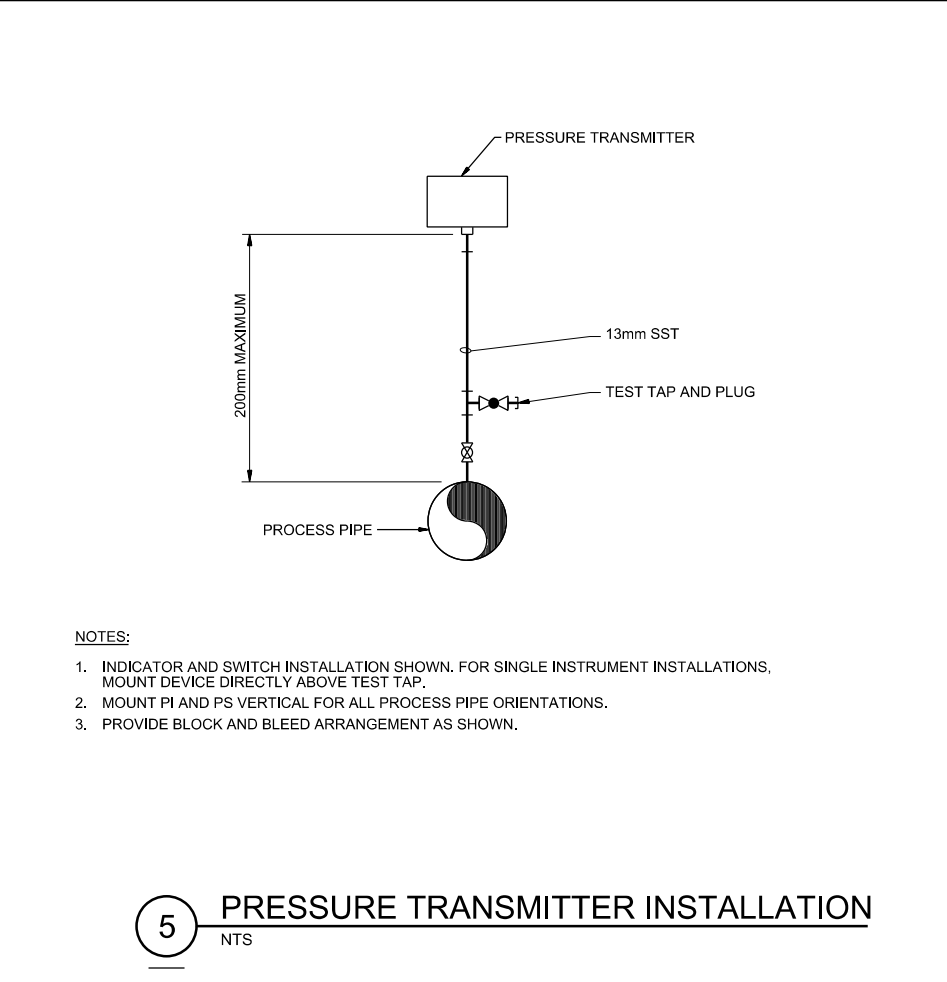 PRESSURE TRANSMITTER
200mm MAXIMUM
13mm SST
TEST TAP AND PLUG
PROCESS PIPE
NOTES:
1. INDICATOR AND SWITCH INSTALLATION SHOWN. FOR SINGLE INSTRUMENT INSTALLATIONS,
MOUNT DEVICE DIRECTLY ABOVE TEST TAP.
2. MOUNT PI AND PS VERTICAL FOR ALL PROCESS PIPE ORIENTATIONS.
3. PROVIDE BLOCK AND BLEED ARRANGEMENT AS SHOWN.
5
PRESSURE TRANSMITTER INSTALLATION
NTS